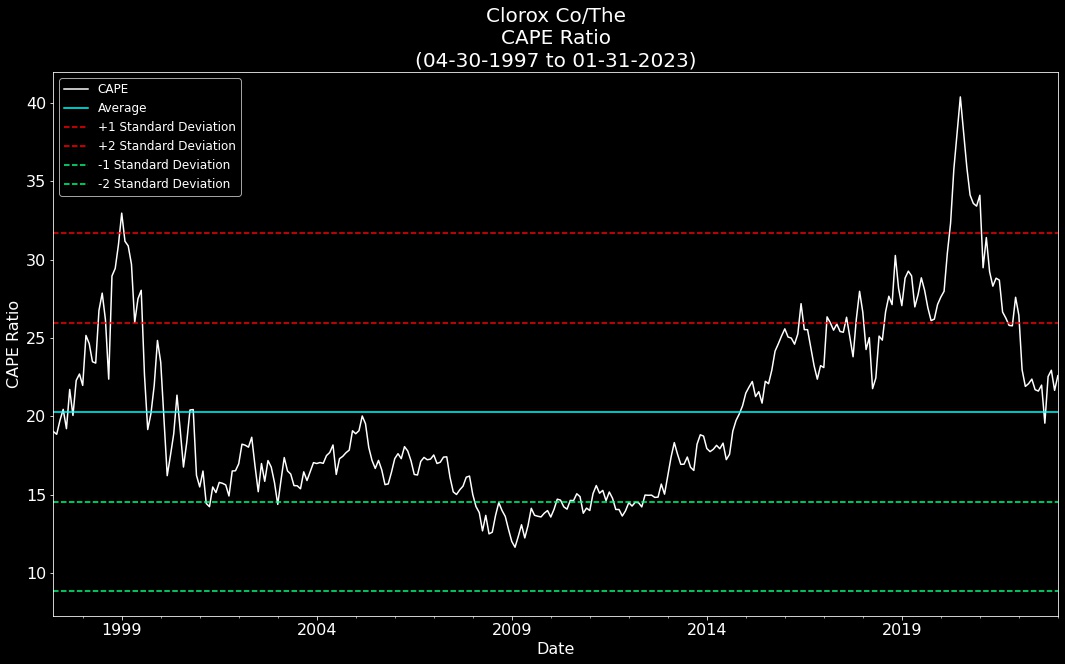 Clorox Co/The
CAPE Ratio
(04-30-1997 to 01-31-2023)
CAPE
Average
+1 Standard Deviation
+2 Standard Deviation
-1 Standard Deviation
-2 Standard Deviation
40
35
30
25
20
15
10
CAPE Ratio
1999
2004
2009
2014
2019
Date